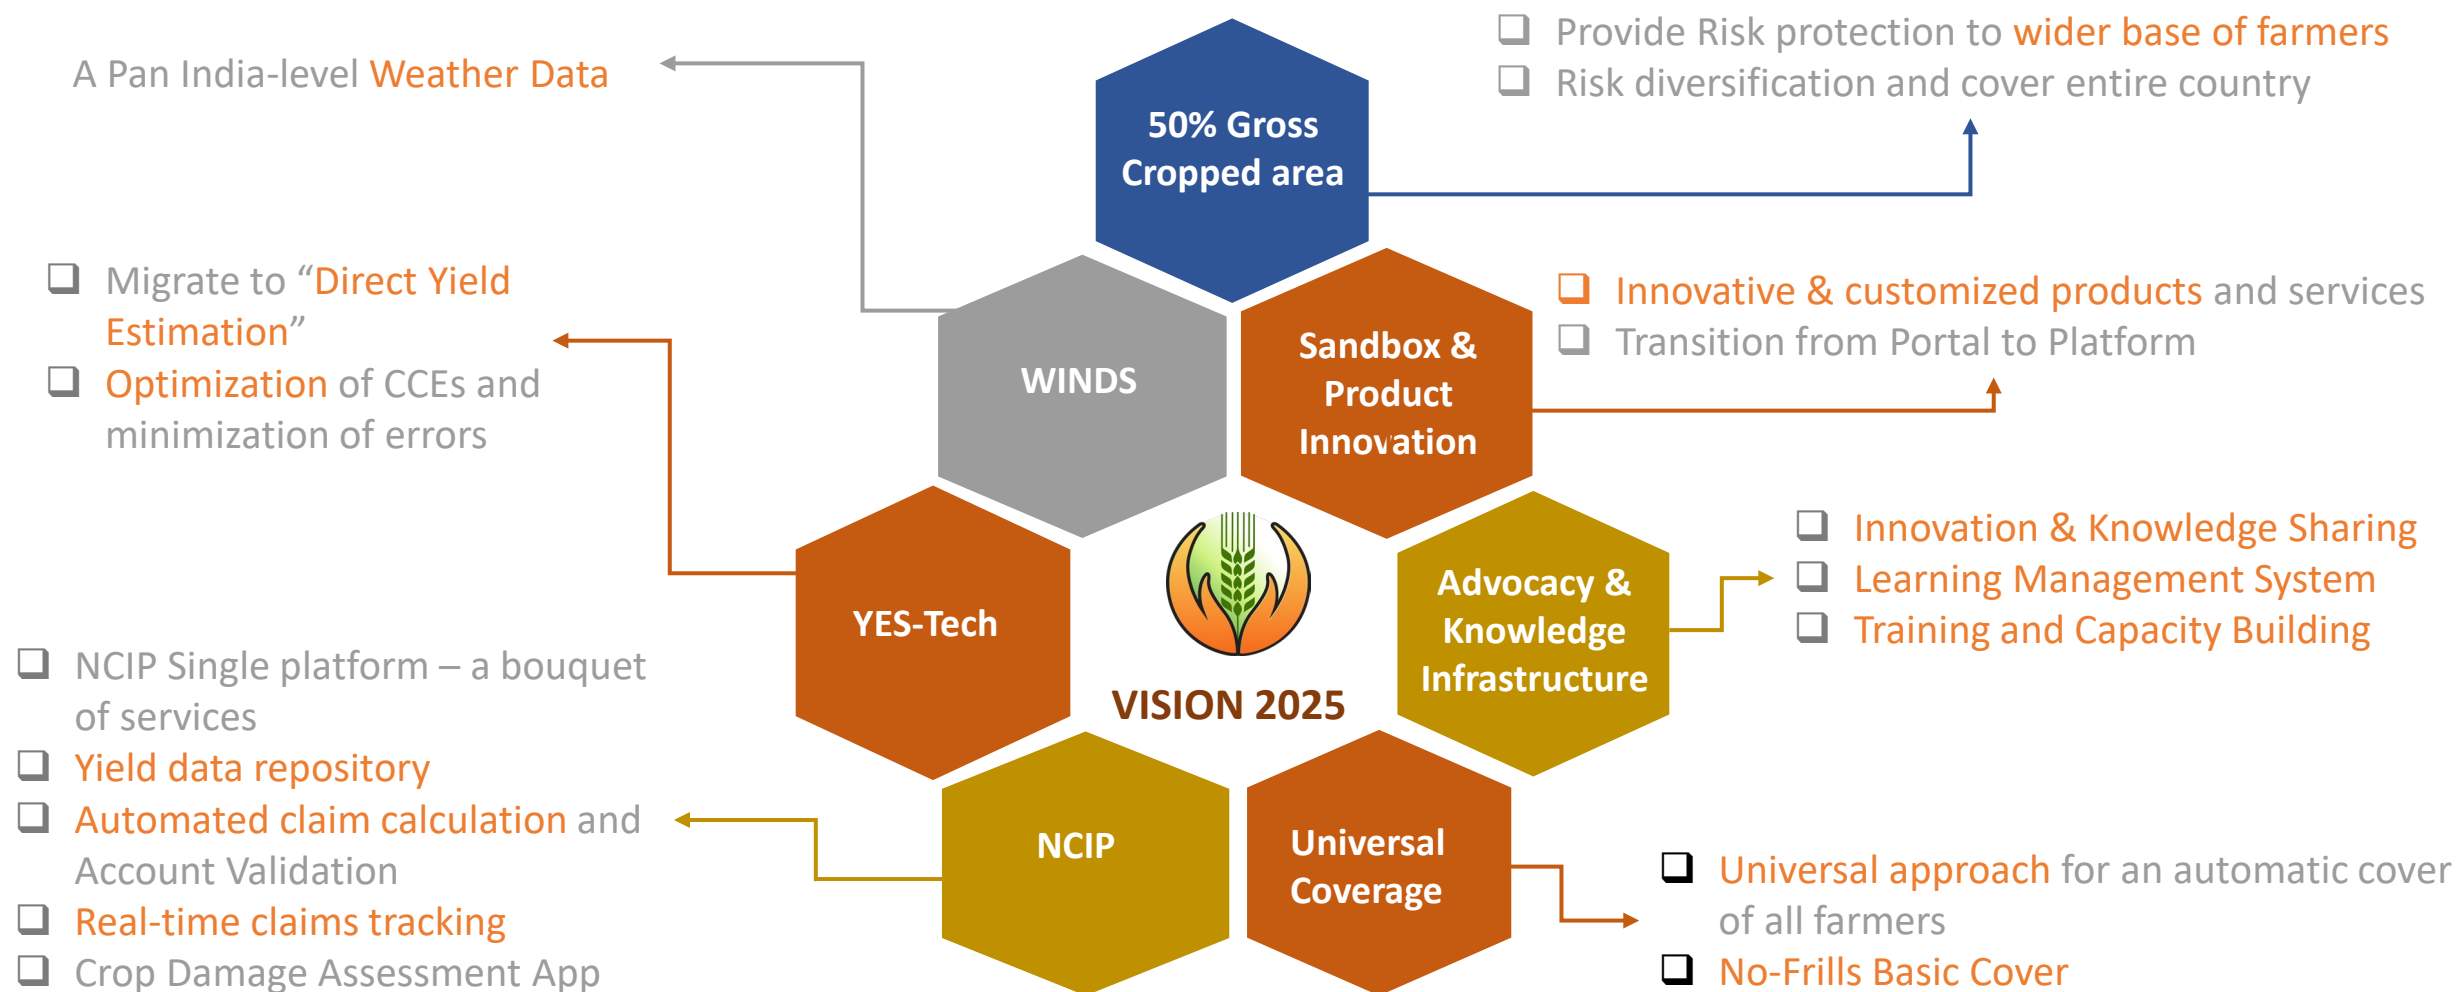 A Pan India-level Weather Data
50% Gross
Cropped area
Provide Risk protection to wider base of farmers
Risk diversification and cover entire country
Migrate to “Direct Yield
Estimation”
Optimization of CCEs and
minimization of errors
WINDS
Sandbox &
Product
Innovation
Innovative & customized products and services
Transition from Portal to Platform
YES-Tech
VISION 2025
Advocacy &
Knowledge
Infrastructure
Innovation & Knowledge Sharing
Learning Management System
Training and Capacity Building
NCIP Single platform – a bouquet
of services
Yield data repository
Automated claim calculation and
Account Validation
Real-time claims tracking
Crop Damage Assessment App
NCIP
Universal
Coverage
Universal approach for an automatic cover
of all farmers
No-Frills Basic Cover